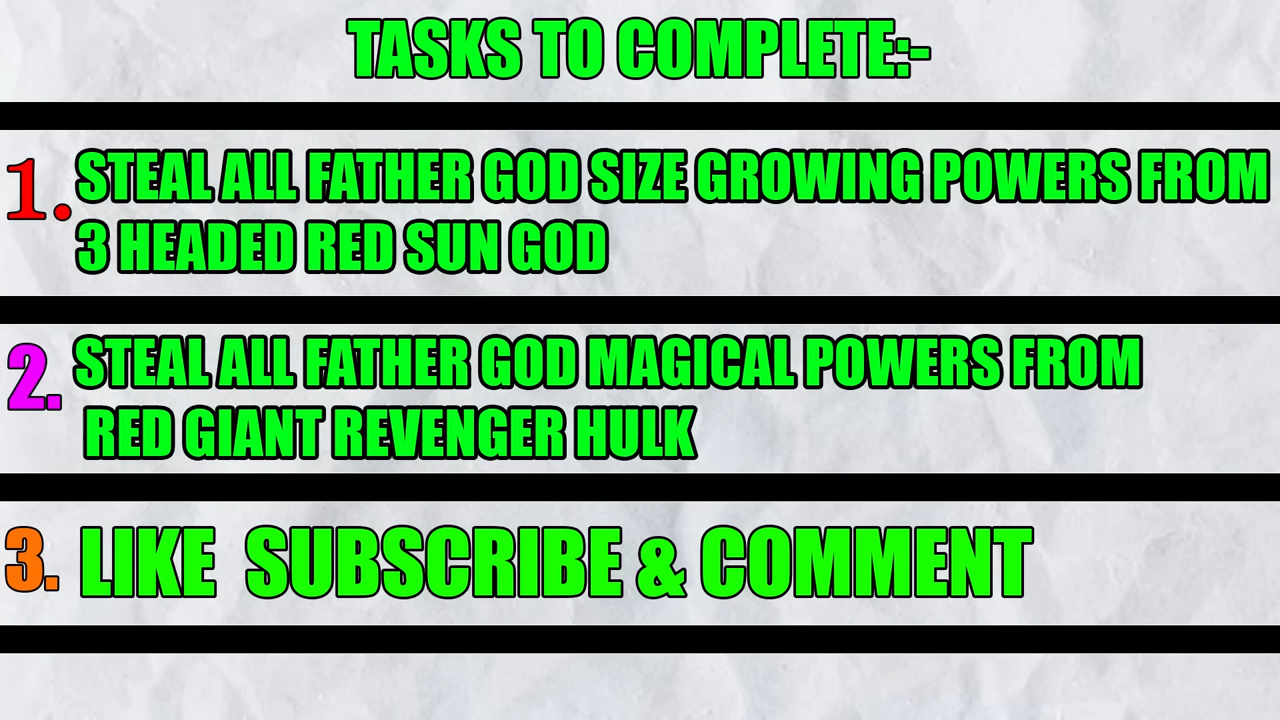 TASKS TO COMPLETE:-
1. STEAL ALL FATHER GOD SIZE GROWING POWERS FROM
3 HEADED RED SUN GOD
2. STEAL ALL FATHER GOD MAGICAL POWERS FROM
RED GIANT REVENGER HULK
3. LIKE SUBSCRIBE & COMMENT